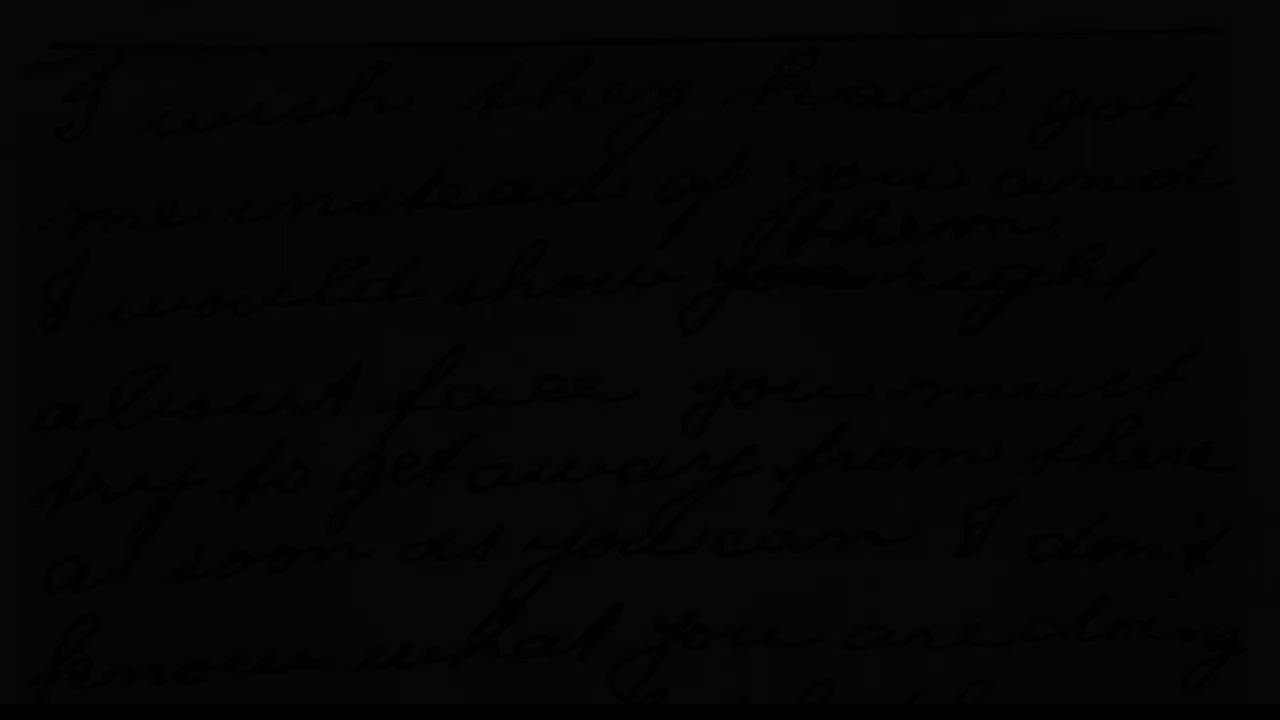 I wish they had got
me instead of you and
them
I would show you right
about face you must
try to get away from there
as soon as you can I don't
know what you are doing